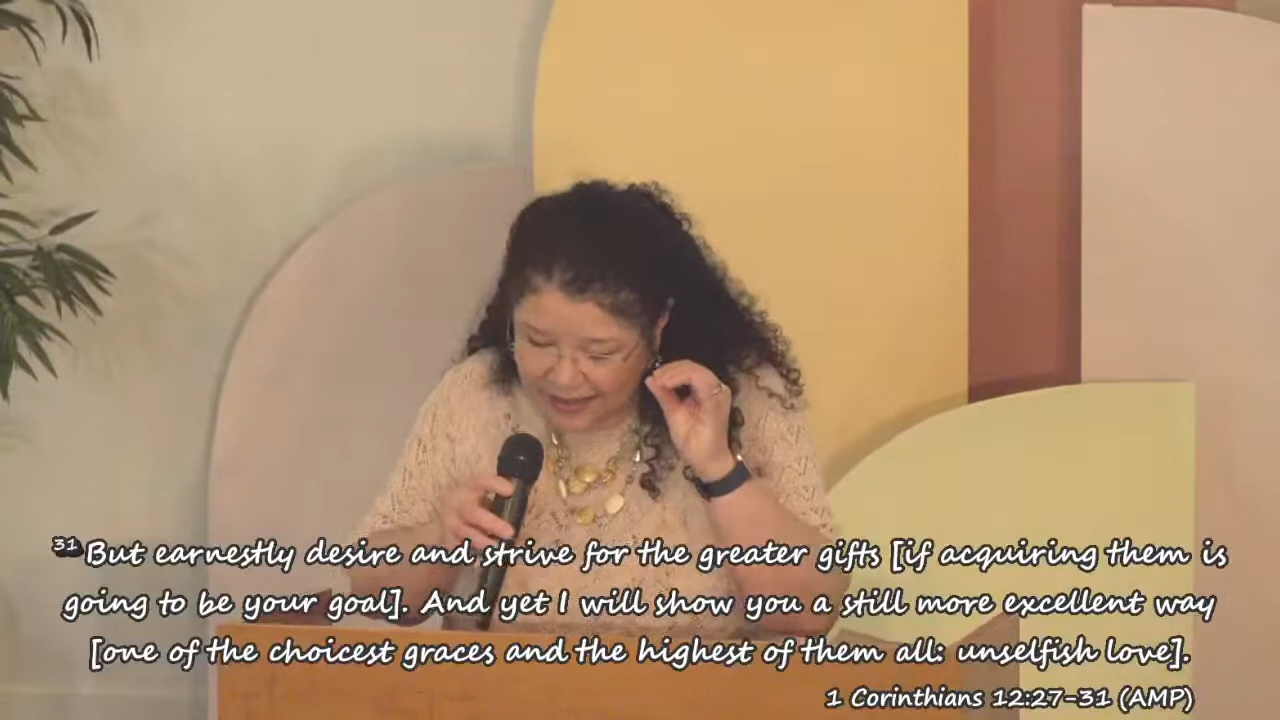 31 But earnestly desire and strive for the greater gifts [if acquiring them is
going to be your goal]. And yet I will show you a still more excellent way
[one of the choicest graces and the highest of them all: unselfish love].
1 Corinthians 12:27-31 (AMP)